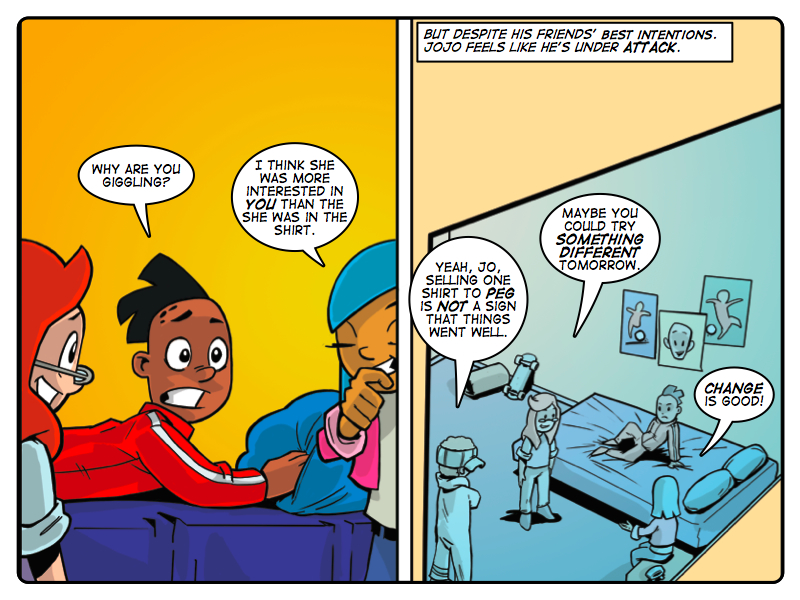 WHY ARE YOU
GIGGLING?
I THINK SHE
WAS MORE
INTERESTED IN
YOU THAN THE
SHE WAS IN THE
SHIRT.
BUT DESPITE HIS FRIENDS' BEST INTENTIONS.
JOJO FEELS LIKE HE'S UNDER ATTACK.
YEAH, JO,
SELLING ONE
SHIRT TO PEG
IS NOT A SIGN
THAT THINGS
WENT WELL.
MAYBE YOU
COULD TRY
SOMETHING
DIFFERENT
TOMORROW.
CHANGE
IS GOOD!